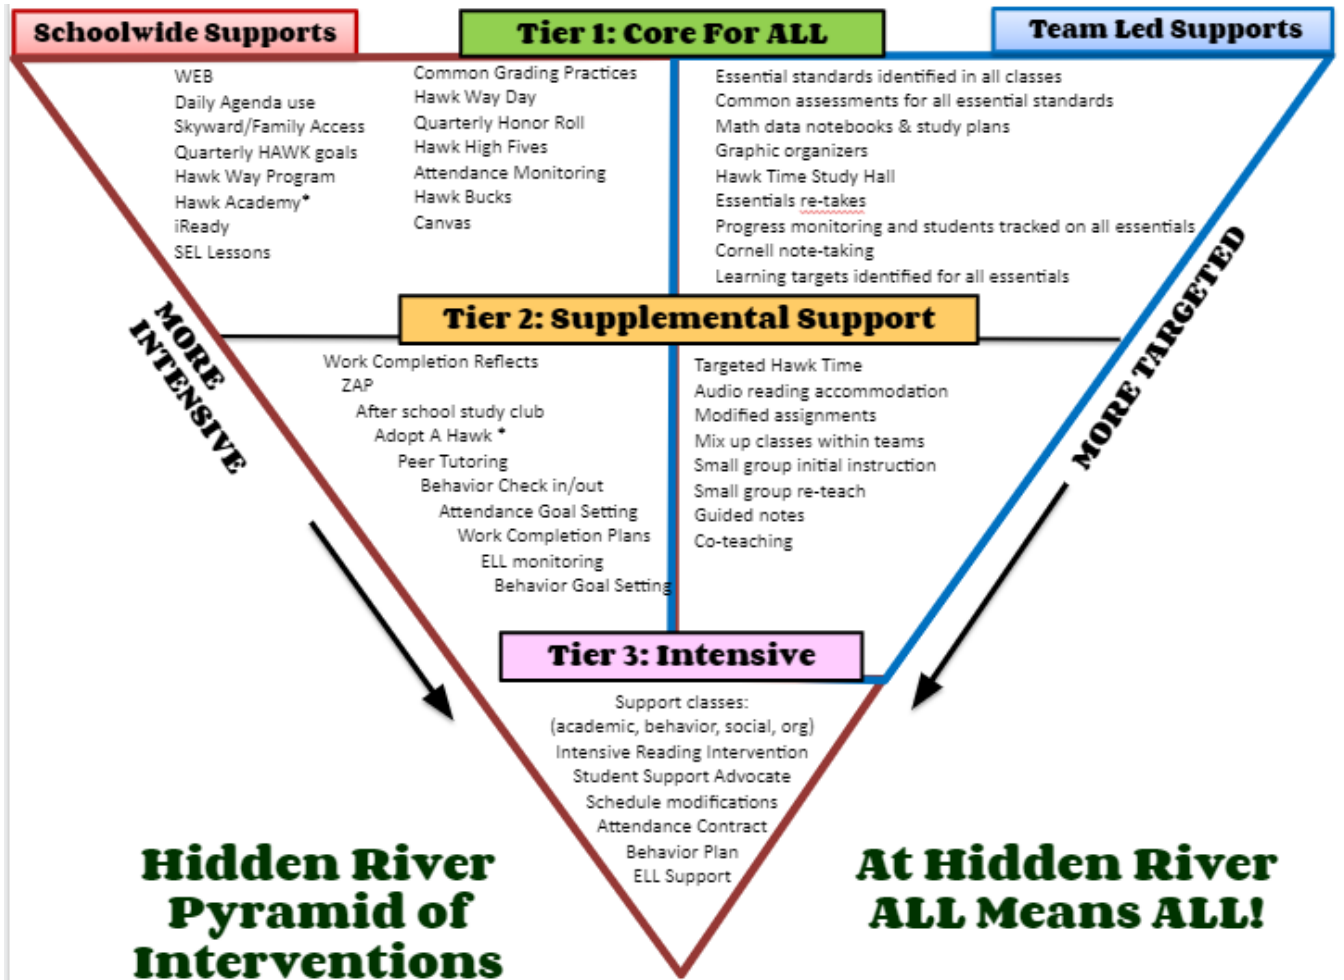 Schoolwide Supports
Tier 1: Core For ALL
Team Led Supports
WEB
Daily Agenda use
Skyward/Family Access
Quarterly HAWK goals
Hawk Way Program
Hawk Academy*
iReady
SEL Lessons
Common Grading Practices
Hawk Way Day
Quarterly Honor Roll
Hawk High Fives
Attendance Monitoring
Hawk Bucks
Canvas
Essential standards identified in all classes
Common assessments for all essential standards
Math data notebooks & study plans
Graphic organizers
Hawk Time Study Hall
Essentials re-takes
Progress monitoring and students tracked on all essentials
Cornell note-taking
Learning targets identified for all essentials
MORE
INTENSIVE
MORE TARGETED
Tier 2: Supplemental Support
Work Completion Reflects
ZAP
After school study club
Adopt A Hawk *
Peer Tutoring
Behavior Check in/out
Attendance Goal Setting
Work Completion Plans
ELL monitoring
Behavior Goal Setting
Targeted Hawk Time
Audio reading accommodation
Modified assignments
Mix up classes within teams
Small group initial instruction
Small group re-teach
Guided notes
Co-teaching
Tier 3: Intensive
Support classes:
(academic, behavior, social, org)
Intensive Reading Intervention
Student Support Advocate
Schedule modifications
Attendance Contract
Behavior Plan
ELL Support
Hidden River
Pyramid of
Interventions
At Hidden River
ALL Means ALL!